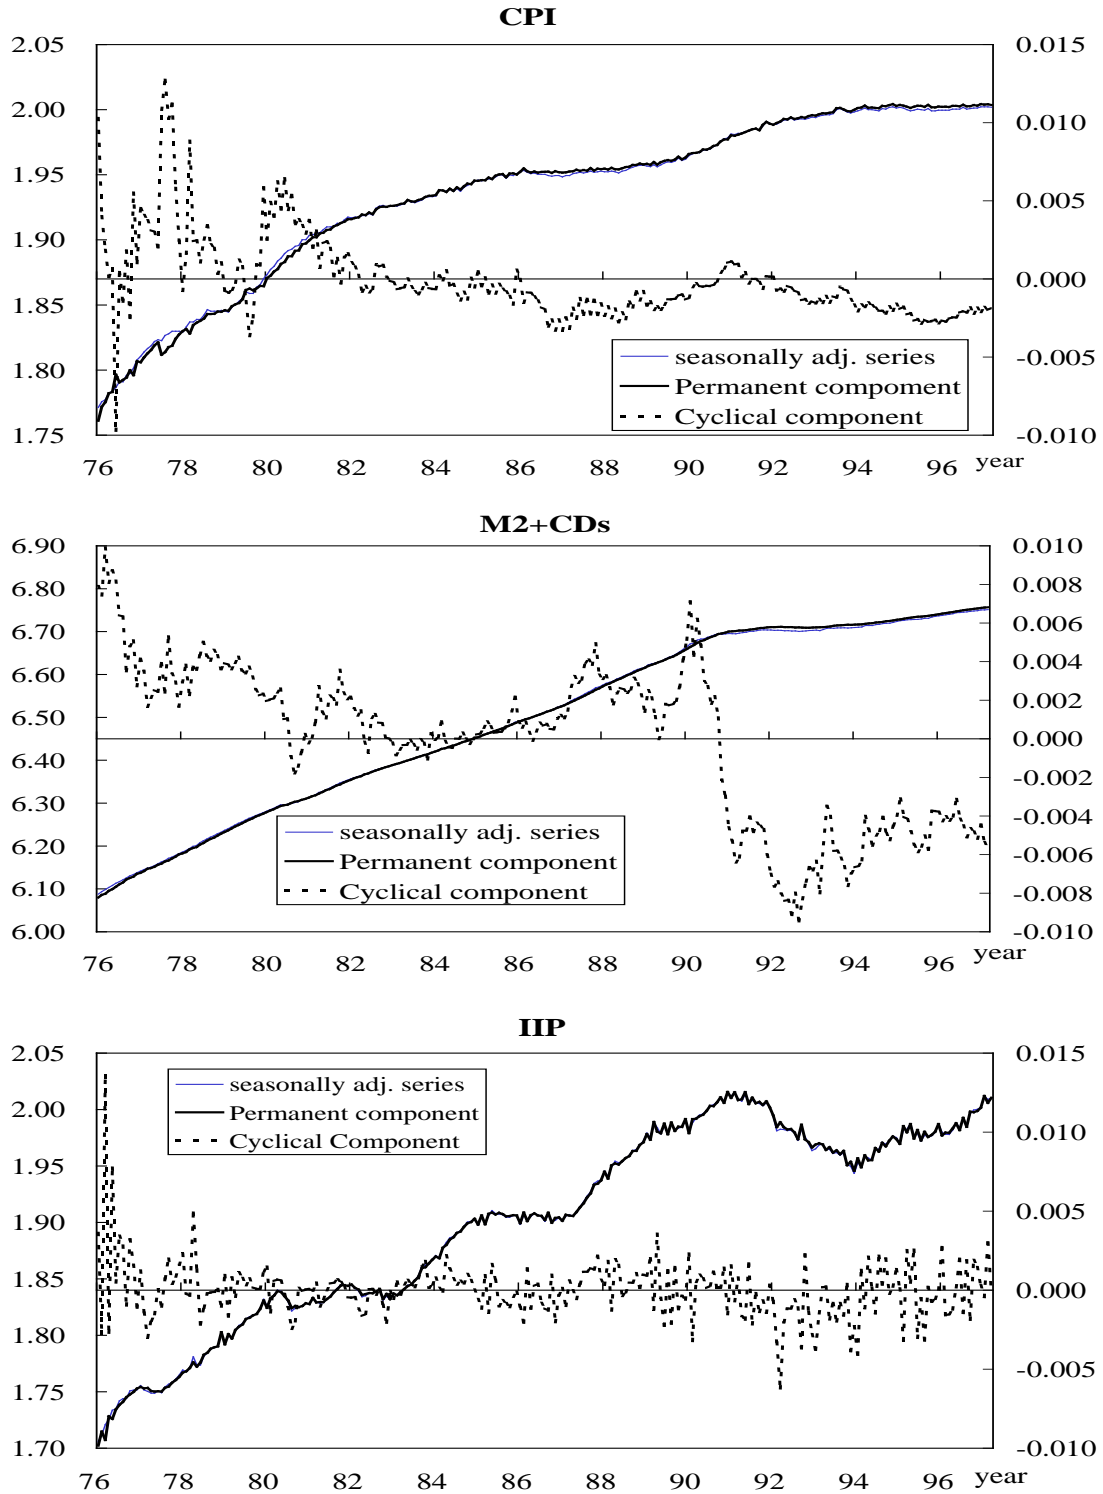 CPI
2.05 0.015
2.00 0.010
1.95
1.90 0.005
1.85 0.000
1.80 -0.005
1.75 -0.010
seasonally adj. series
Permanent compoment
Cyclical component
76 78 80 82 84 86 88 90 92 94 96 year
M2+CDs
6.90 0.010
6.80 0.008
6.70 0.006
6.60 0.004
0.002
6.50 0.000
6.40 -0.002
6.30 -0.004
6.20 -0.006
6.10 -0.008
6.00 -0.010
seasonally adj. series
Permanent component
Cyclical component
76 78 80 82 84 86 88 90 92 94 96 year
IIP
2.05 0.015
2.00 0.010
1.95
1.90 0.005
1.85 0.000
1.80
1.75 -0.005
1.70 -0.010
seasonally adj. series
Permanent component
Cyclical Component
76 78 80 82 84 86 88 90 92 94 96 year